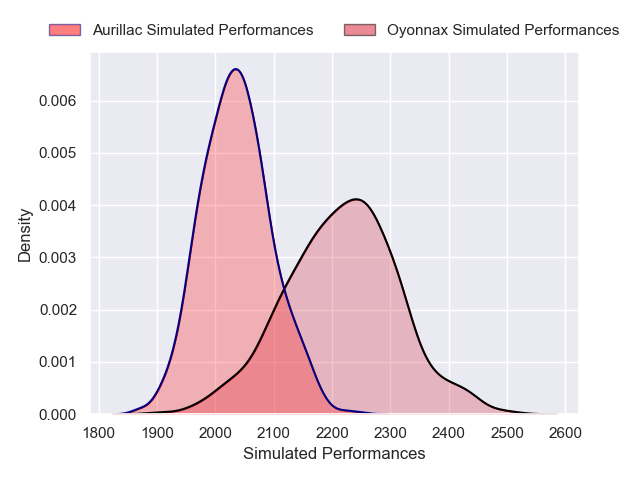 Aurillac Simulated Performances
Oyonnax Simulated Performances
0.006
0.005
0.004
0.003
0.002
0.001
0.000
Density
1800 1900 2000 2100 2200 2300 2400 2500 2600
Simulated Performances